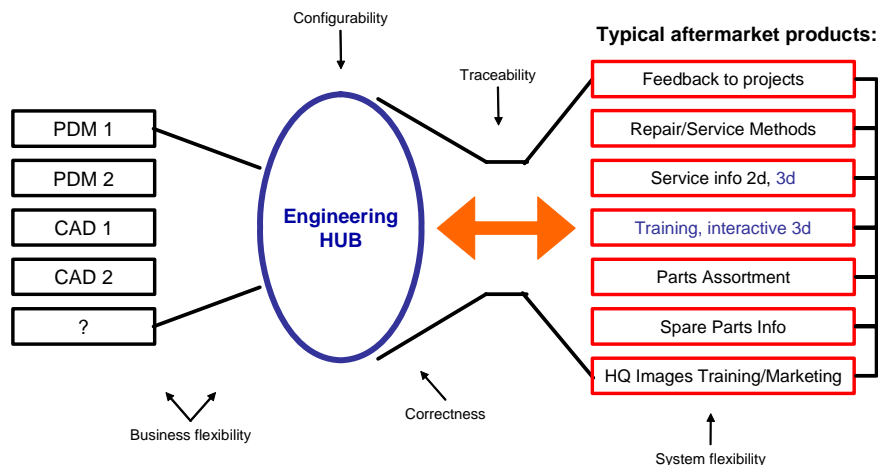 Configurability
Typical aftermarket products:
Traceability
PDM 1
PDM 2
CAD 1
CAD 2
?
Engineering
HUB
Feedback to projects
Repair/Service Methods
Service info 2d, 3d
Training, interactive 3d
Parts Assortment
Spare Parts Info
HQ Images Training/Marketing
Business flexibility
Correctness
System flexibility